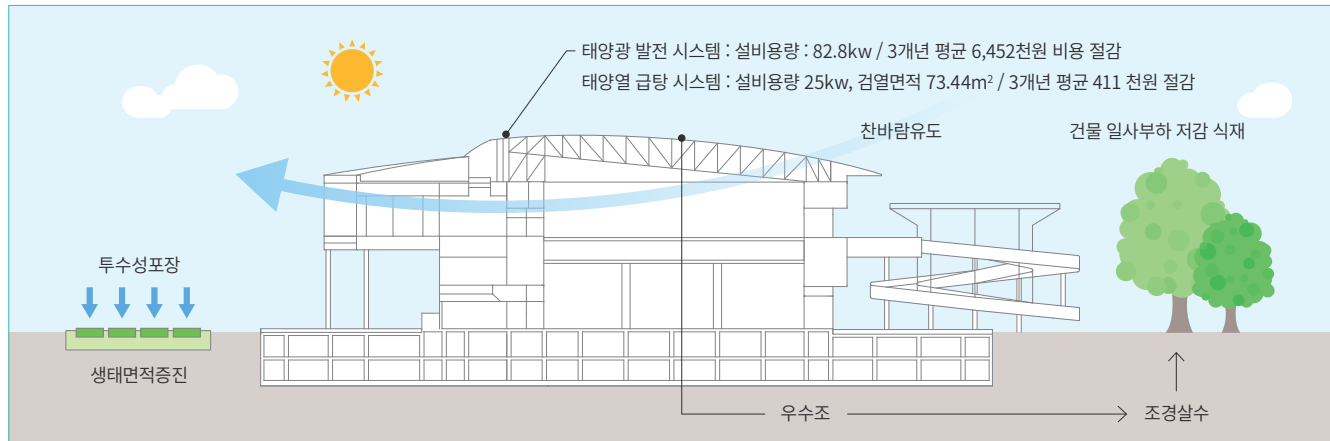 태양광 발전 시스템 : 설비용량 : 82.8kw / 3개년 평균 6,452천원 비용 절감
태양열 급탕 시스템 : 설비용량 25kw, 검열면적 73.44m² / 3개년 평균 411 천원 절감
찬바람유도
건물 일사부하 저감 식재
투수성포장
생태면적증진
우수조
조경살수